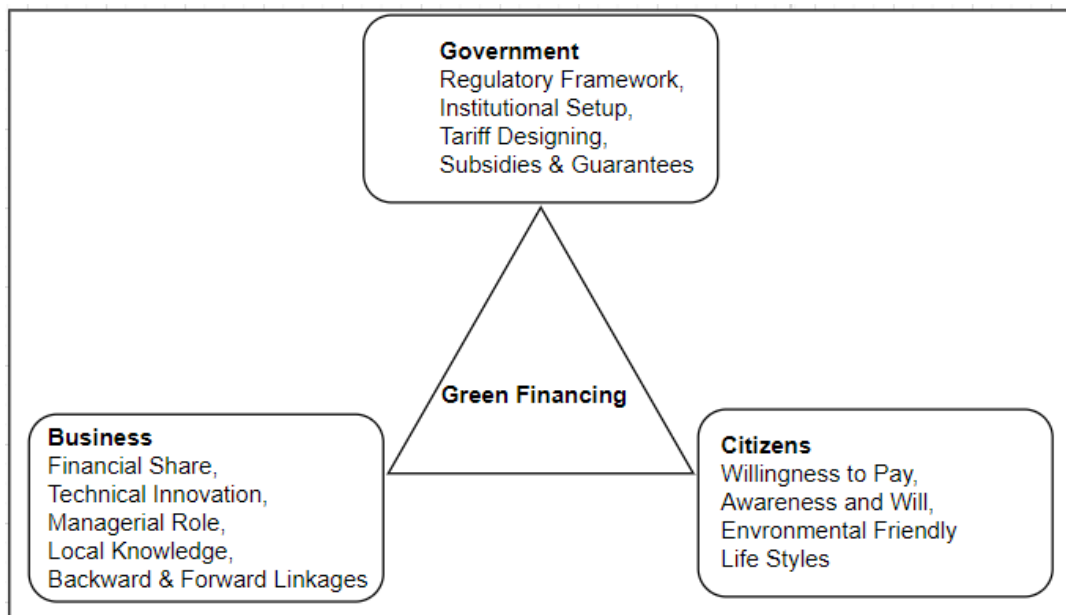 Government
Regulatory Framework,
Institutional Setup,
Tariff Designing,
Subsidies & Guarantees
Green Financing
Business
Financial Share,
Technical Innovation,
Managerial Role,
Local Knowledge,
Backward & Forward Linkages
Citizens
Willingness to Pay,
Awareness and Will,
Envronmental Friendly
Life Styles